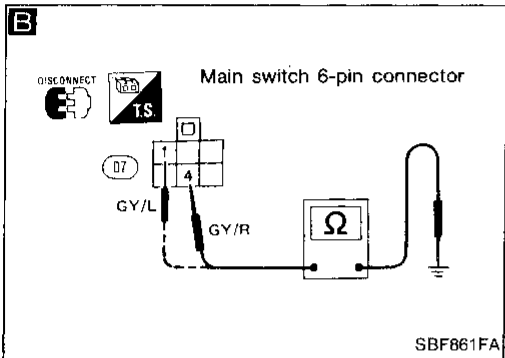 B
DISCONNECT
T.S.
Main switch 6-pin connector
1
D7
4
GY/L
GY/R
Ω
SBF861FA